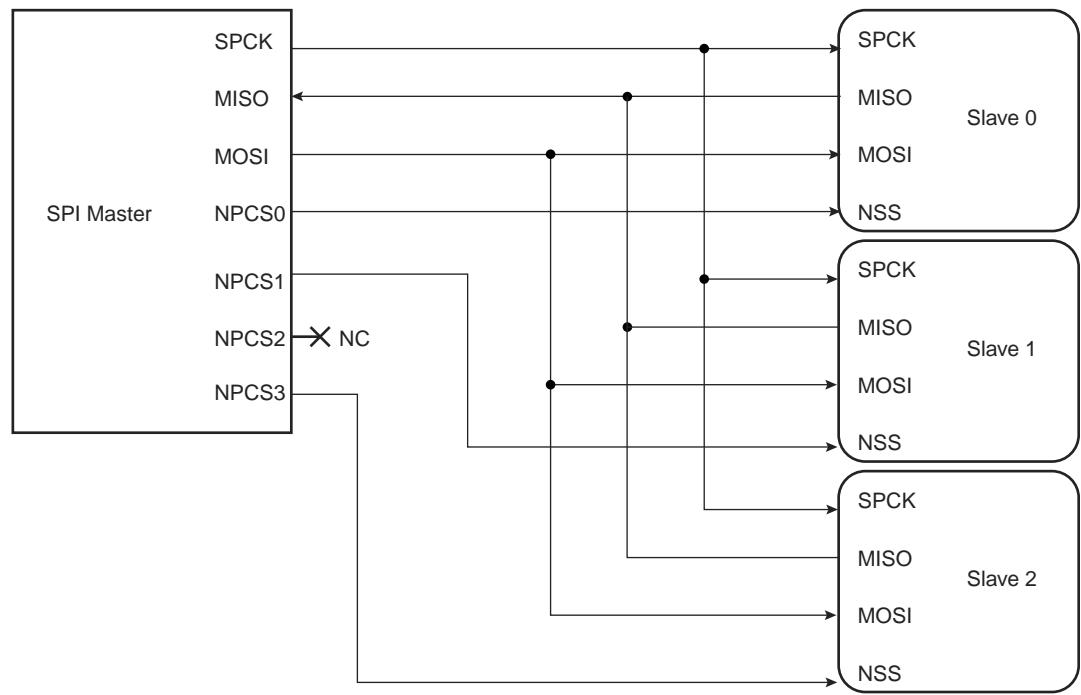 SPI Master
SPCK
MISO
MOSI
NPCS0
NPCS1
NPCS2
NC
NPCS3
SPCK
MISO
Slave 0
MOSI
NSS
SPCK
MISO
Slave 1
MOSI
NSS
SPCK
MISO
Slave 2
MOSI
NSS